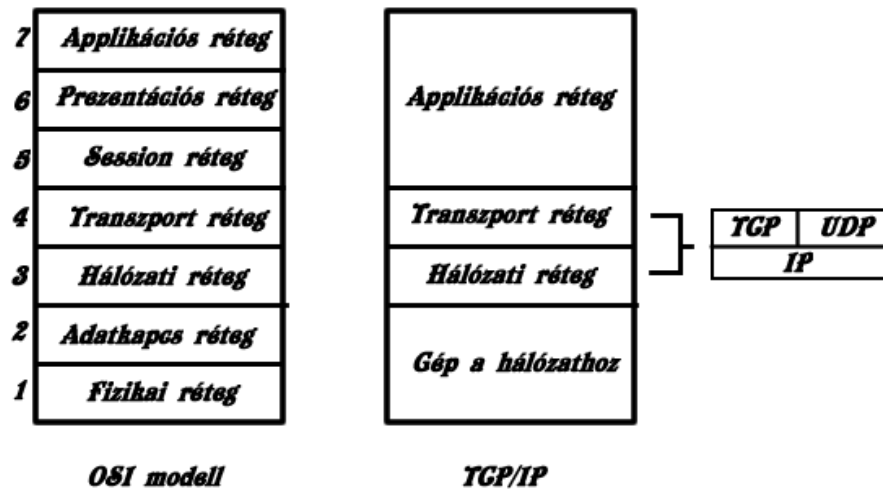 7 Applikációs réteg
6 Prezentációs réteg
5 Session réteg
4 Transzport réteg
3 Hálózati réteg
2 Adatkapcs réteg
1 Fizikai réteg
OSI modell
Applikációs réteg
Transzport réteg
Hálózati réteg
Gép a hálózathoz
TCP/IP
TCP UDP
IP